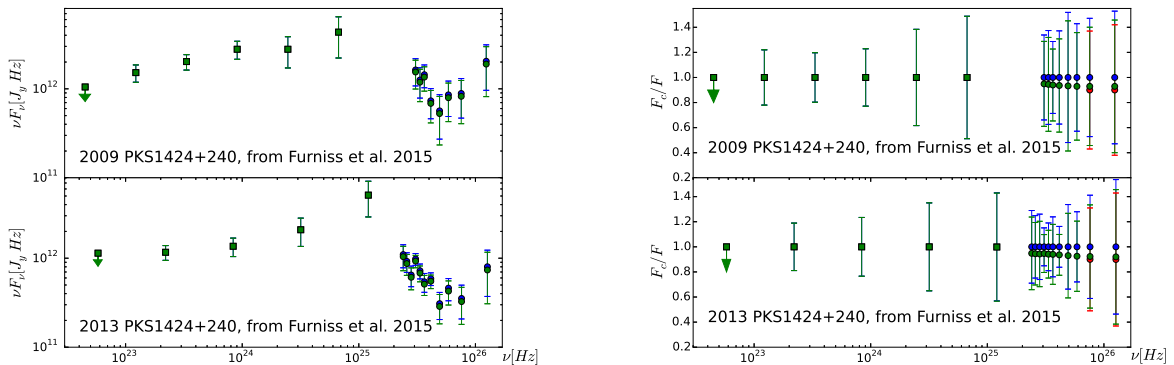 νFν[Jy Hz]
10¹²
10¹¹
2009 PKS1424+240, from Furniss et al. 2015
νFν[Jy Hz]
10¹²
10¹¹
2013 PKS1424+240, from Furniss et al. 2015
10²³ 10²⁴ 10²⁵ 10²⁶ ν[Hz]
Fc/F
1.4
1.2
1.0
0.8
0.6
0.4
0.2
2009 PKS1424+240, from Furniss et al. 2015
Fc/F
1.4
1.2
1.0
0.8
0.6
0.4
0.2
2013 PKS1424+240, from Furniss et al. 2015
10²³ 10²⁴ 10²⁵ 10²⁶ ν[Hz]